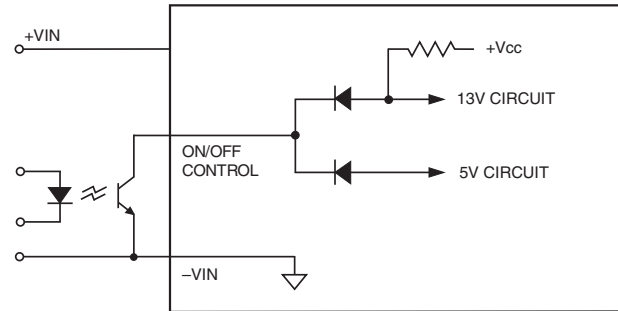 +VIN
+Vcc
13V CIRCUIT
ON/OFF
CONTROL
5V CIRCUIT
–VIN